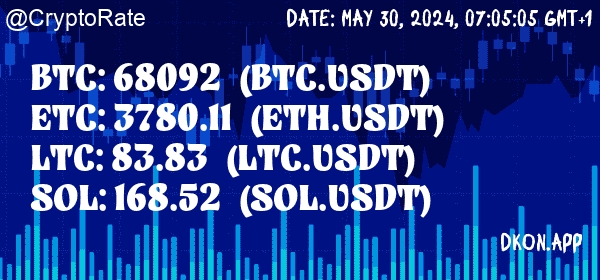 @CryptoRate
DATE: MAY 30, 2024, 07:05:05 GMT+1
BTC: 68092 (BTC.USDT)
ETC: 3780.11 (ETH.USDT)
LTC: 83.83 (LTC.USDT)
SOL: 168.52 (SOL.USDT)
DKON.APP